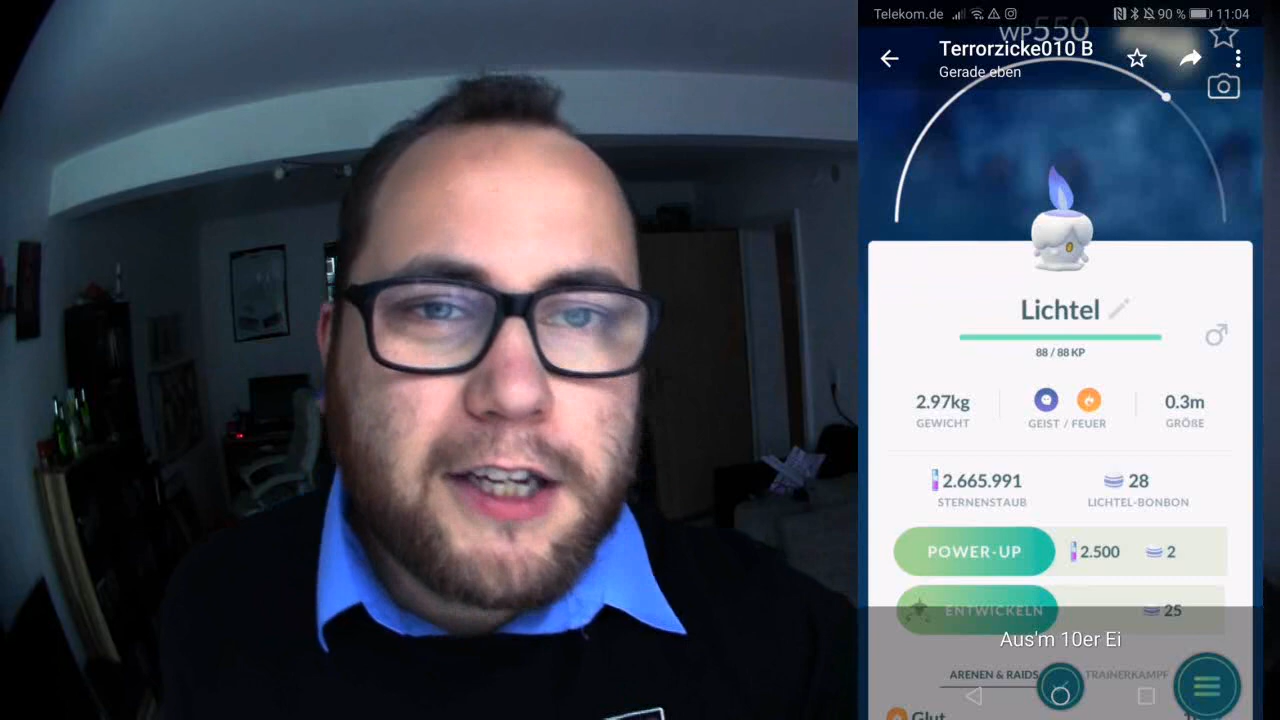 Telekom.de 90 % 11:04
WP550
Terrorzicke010 B
Gerade eben
Lichtel
88 / 88 KP
2.97kg
GEWICHT
GEIST / FEUER
0.3m
GRÖßE
2.665.991
STERNENSTAUB
28
LICHTEL-BONBON
POWER-UP 2.500 2
ENTWICKELN 25
Aus'm 10er Ei
ARENEN & RAIDS TRAINERKAMPF
Glut